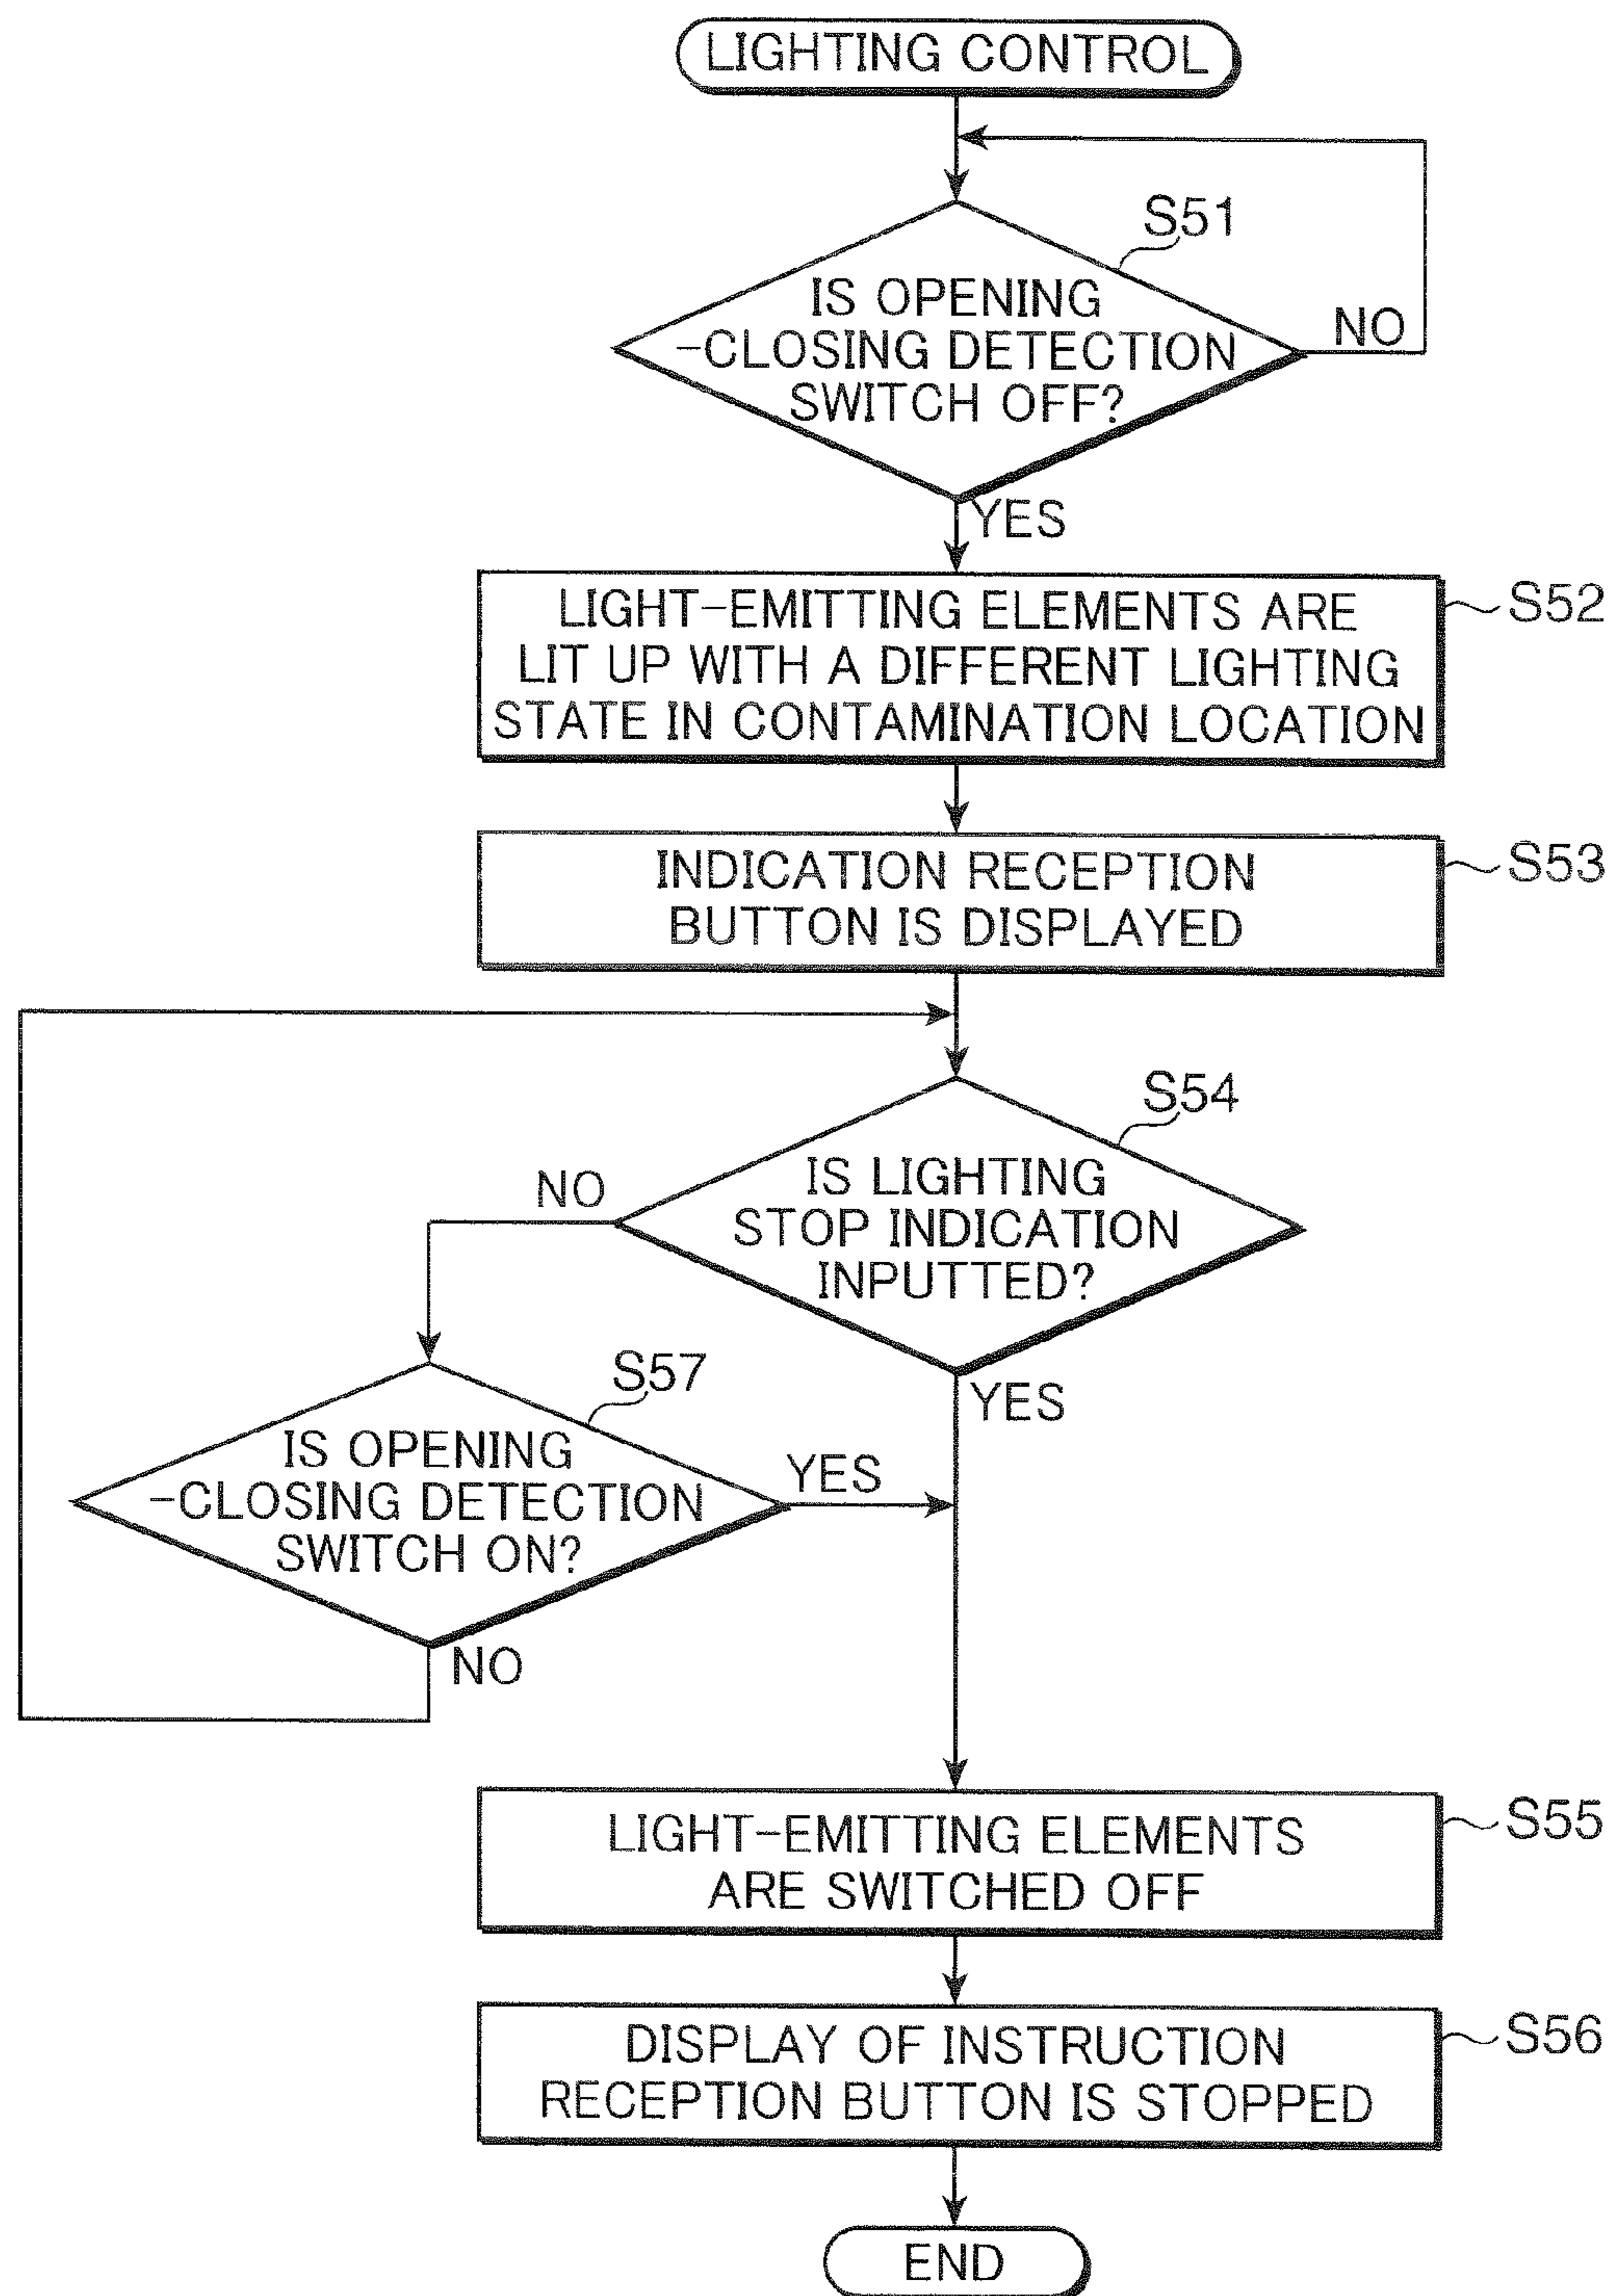 LIGHTING CONTROL
S51
IS OPENING
-CLOSING DETECTION
SWITCH OFF?
NO
YES
LIGHT-EMITTING ELEMENTS ARE
LIT UP WITH A DIFFERENT LIGHTING
STATE IN CONTAMINATION LOCATION
S52
INDICATION RECEPTION
BUTTON IS DISPLAYED
S53
S54
IS LIGHTING
STOP INDICATION
INPUTTED?
NO
YES
S57
IS OPENING
-CLOSING DETECTION
SWITCH ON?
YES
NO
LIGHT-EMITTING ELEMENTS
ARE SWITCHED OFF
S55
DISPLAY OF INSTRUCTION
RECEPTION BUTTON IS STOPPED
S56
END